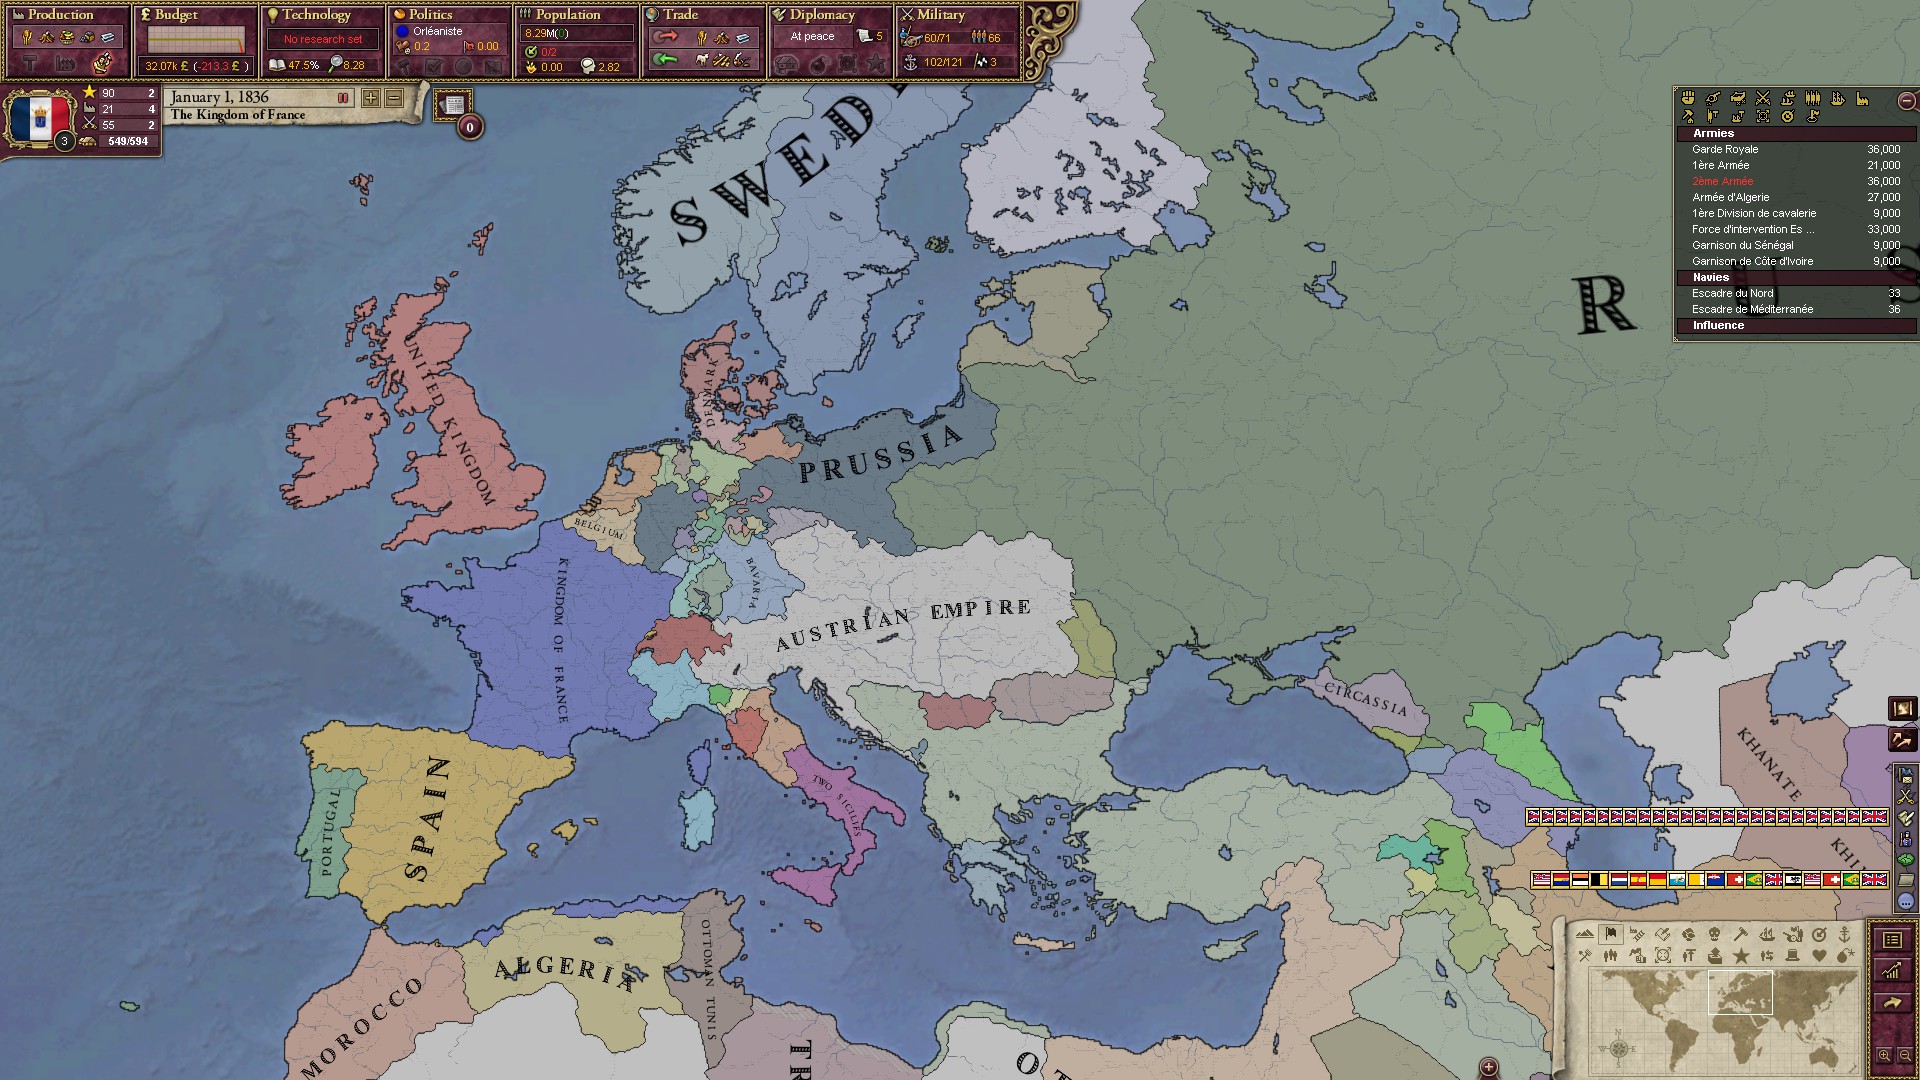 Production
Budget
Technology
Politics
Population
Trade
Diplomacy
Military
32.07k £ (-213.3 £ )
No research set
47.5%
8.28
Orléaniste
0.2
0.00
8.29M(0)
0/2
0.00
2.82
At peace
5
60/71
66
102/121
3
90 2
21 4
55 2
549/594
3
January 1, 1836
The Kingdom of France
0
Armies
Garde Royale 36,000
1ère Armée 21,000
2ème Armée 36,000
Armée d'Algerie 27,000
1ère Division de cavalerie 9,000
Force d'intervention Es ... 33,000
Garnison du Sénégal 9,000
Garnison de Côte d'Ivoire 9,000
Navies
Escadre du Nord 33
Escadre de Méditerranée 36
Influence
SWED
R U S
UNITED KINGDOM
DENMARK
PRUSSIA
BELGIUM
KINGDOM OF FRANCE
BAVARIA
AUSTRIAN EMPIRE
CIRCASSIA
KHANATE
KHI
SPAIN
PORTUGAL
TWO SICILIES
MOROCCO
ALGERIA
OTTOMAN TUNIS
TR
OT
N
W
E
S